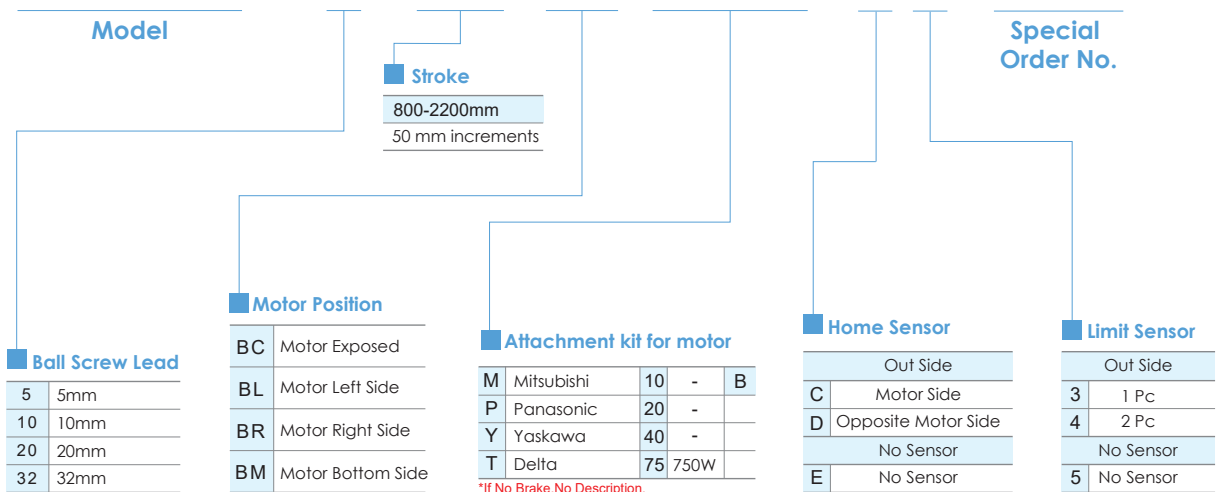 Model
Special
Order No.
Stroke
800-2200mm
50 mm increments
Ball Screw Lead
5 5mm
10 10mm
20 20mm
32 32mm
Motor Position
BC Motor Exposed
BL Motor Left Side
BR Motor Right Side
BM Motor Bottom Side
Attachment kit for motor
M Mitsubishi 10 - B
P Panasonic 20 -
Y Yaskawa 40 -
T Delta 75 750W
*If No Brake No Description.
Home Sensor
Out Side
C Motor Side
D Opposite Motor Side
No Sensor
E No Sensor
Limit Sensor
Out Side
3 1 Pc
4 2 Pc
No Sensor
5 No Sensor